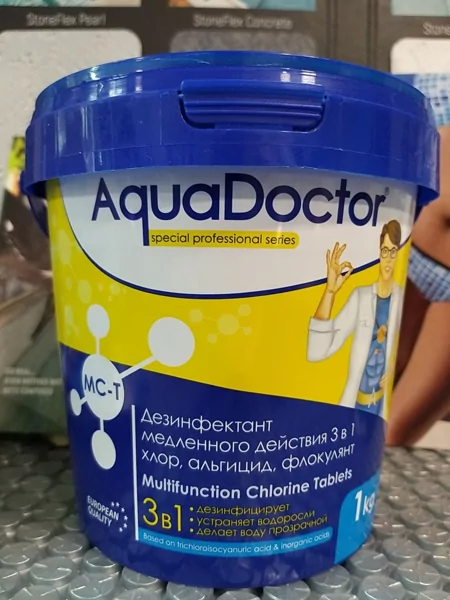 StoneFlex Pearl
StoneFlex Concrete
AquaDoctor®
special professional series
MC-T
Дезинфектант
медленного действия 3 в 1
хлор, альгицид, флокулянт
Multifunction Chlorine Tablets
EUROPEAN
QUALITY
3в1
• дезинфицирует
• устраняет водоросли
• делает воду прозрачной
1kg
Based on trichloroisocyanuric acid & inorganic acids